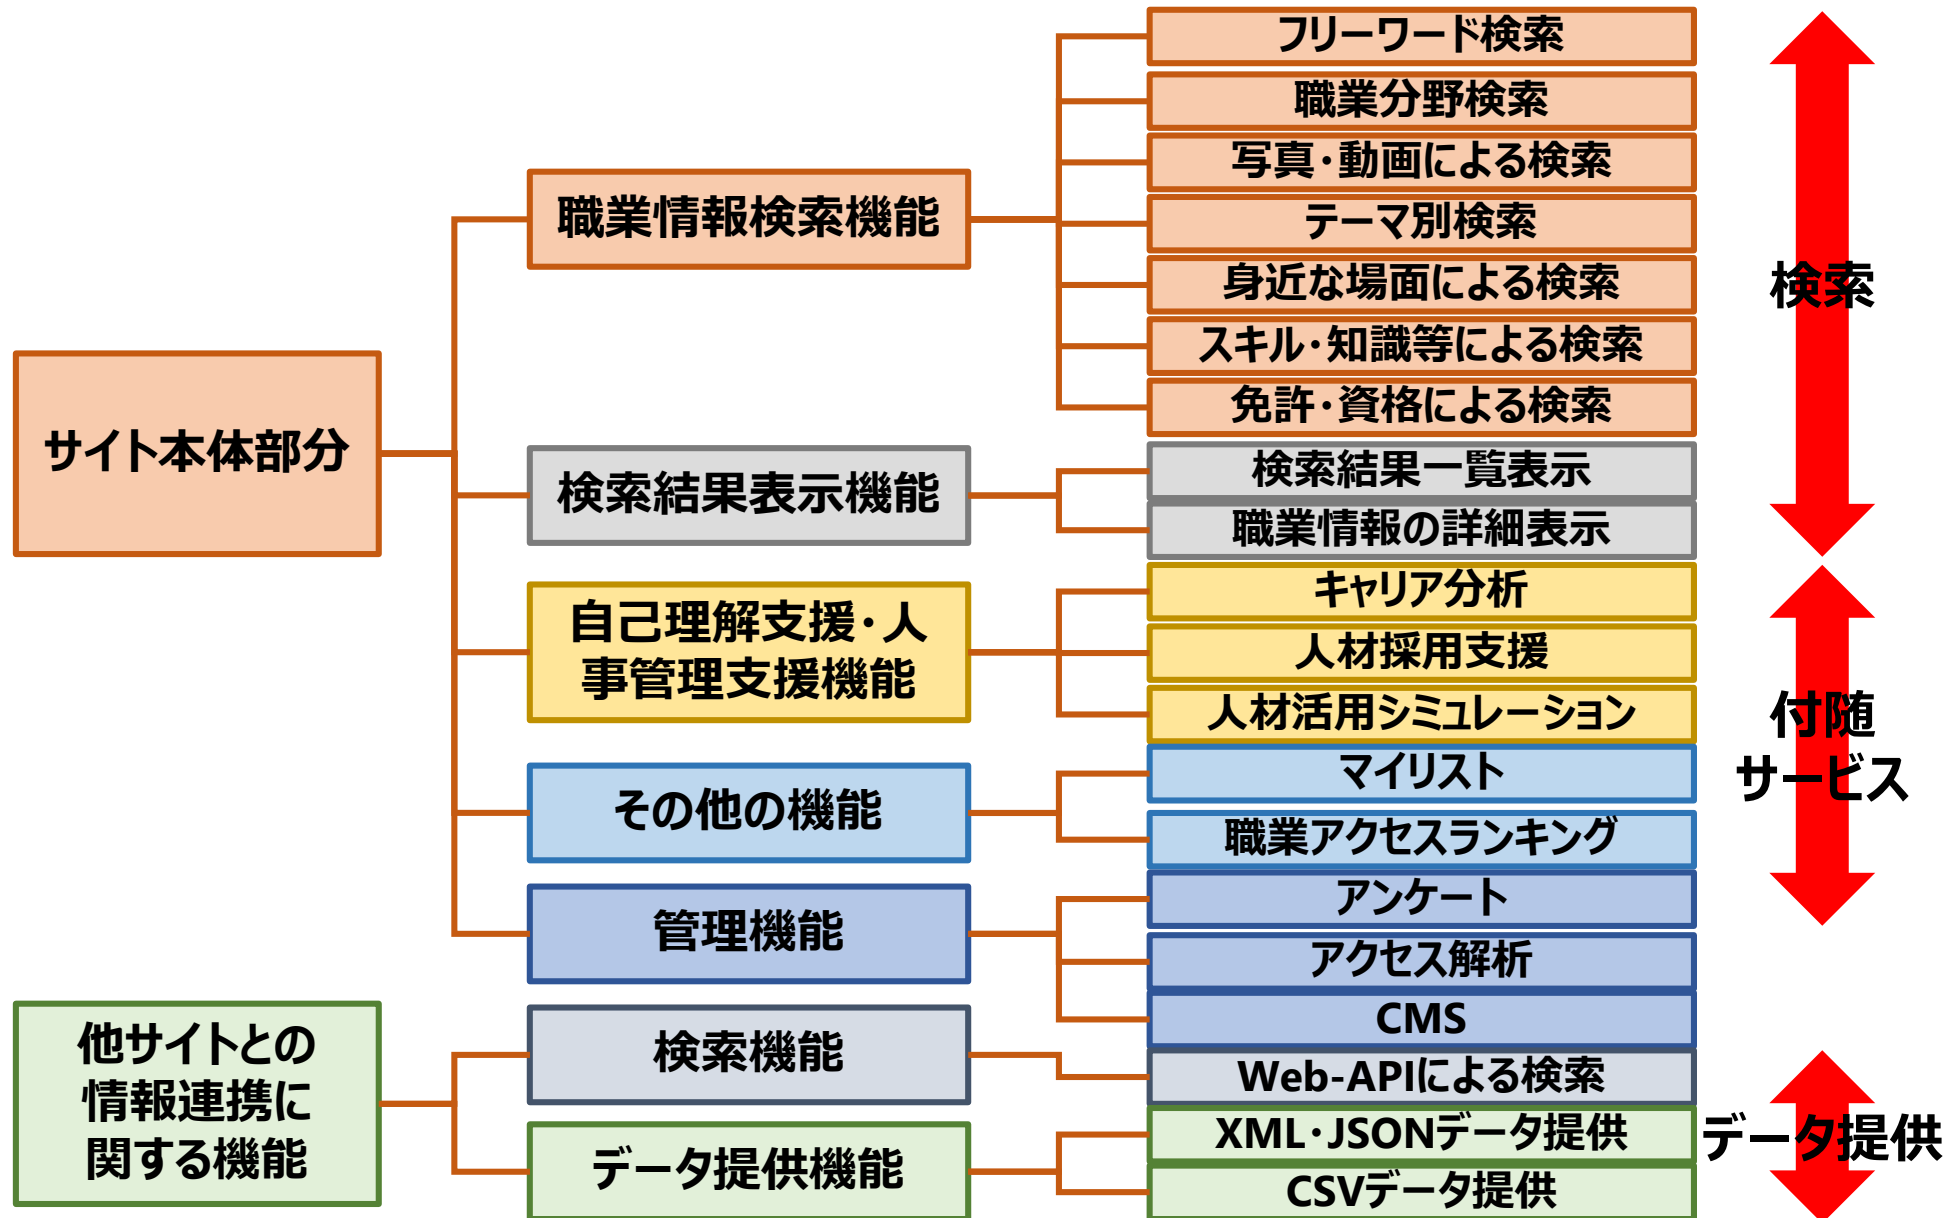 サイト本体部分
職業情報検索機能
フリーワード検索
職業分野検索
写真・動画による検索
テーマ別検索
身近な場面による検索
スキル・知識等による検索
免許・資格による検索
検索結果表示機能
検索結果一覧表示
職業情報の詳細表示
検索
自己理解支援・人
事管理支援機能
キャリア分析
人材採用支援
人材活用シミュレーション
その他の機能
マイリスト
職業アクセスランキング
管理機能
アンケート
アクセス解析
CMS
付随
サービス
他サイトとの
情報連携に
関する機能
検索機能
Web-APIによる検索
データ提供機能
XML・JSONデータ提供
CSVデータ提供
データ提供